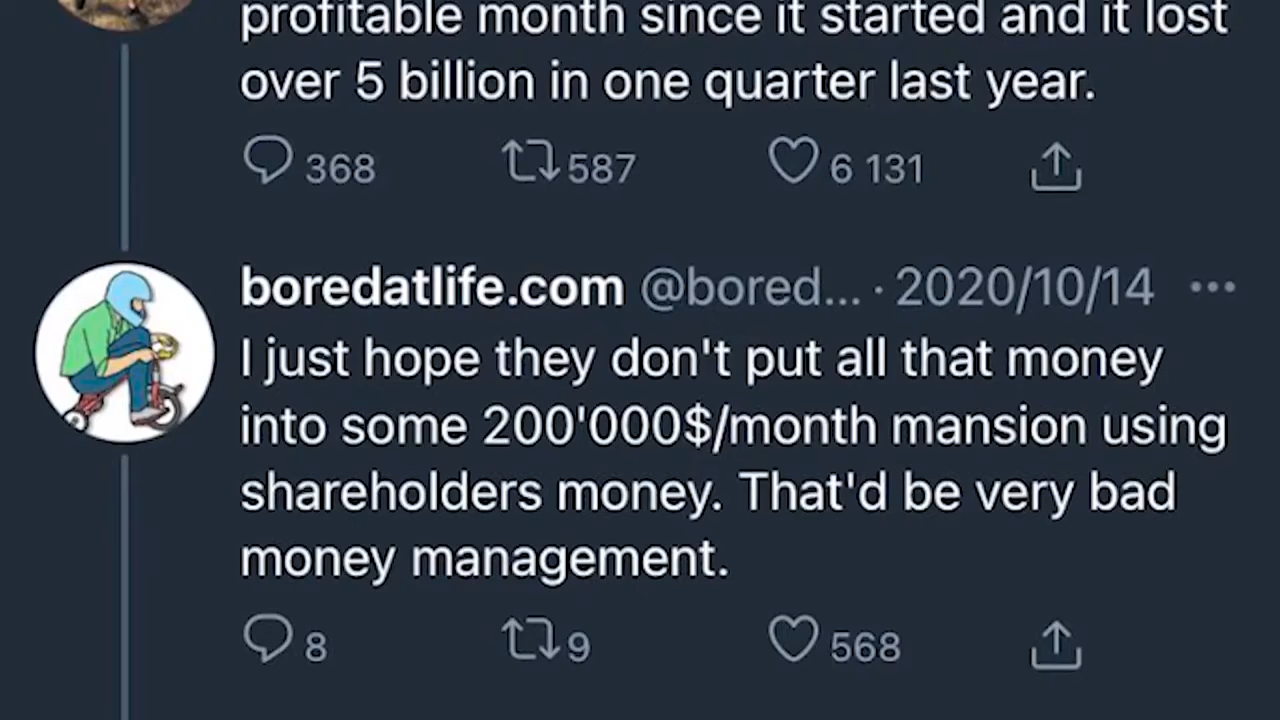 profitable month since it started and it lost
over 5 billion in one quarter last year.
368 587 6 131
boredatlife.com @bored... · 2020/10/14 ...
I just hope they don't put all that money
into some 200'000$/month mansion using
shareholders money. That'd be very bad
money management.
8 9 568